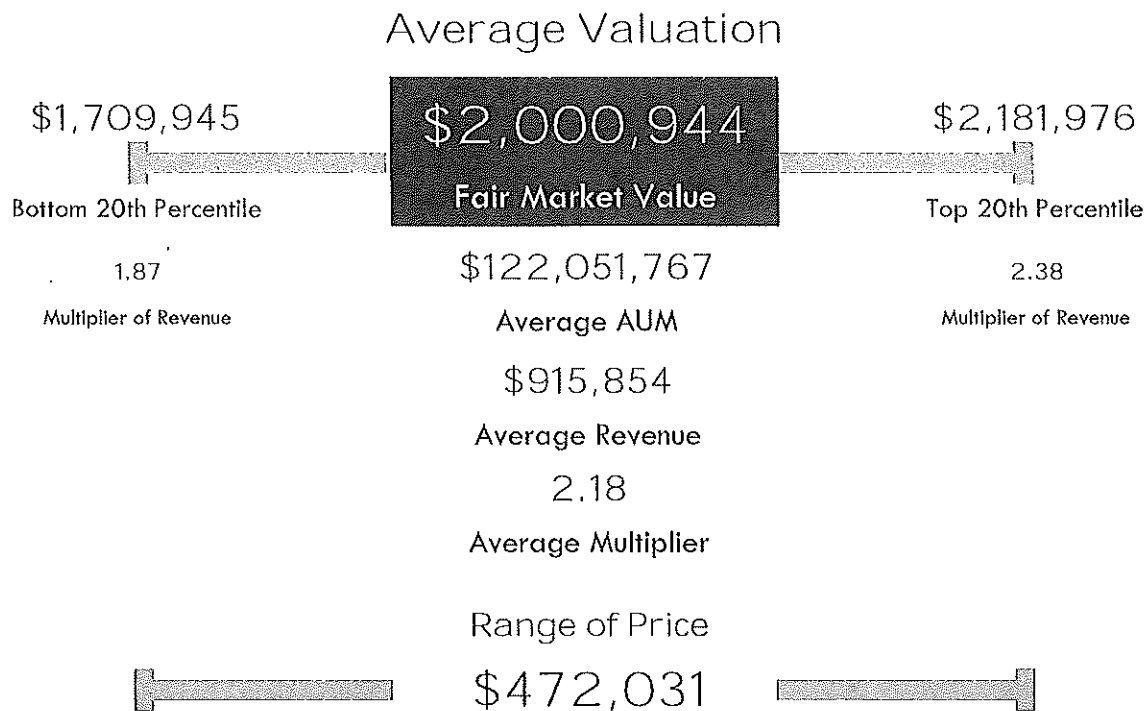 Average Valuation
$1,709,945
$2,000,944
$2,181,976
Bottom 20th Percentile
Fair Market Value
Top 20th Percentile
1.87
$122,051,767
2.38
Multiplier of Revenue
Average AUM
Multiplier of Revenue
$915,854
Average Revenue
2.18
Average Multiplier
Range of Price
$472,031